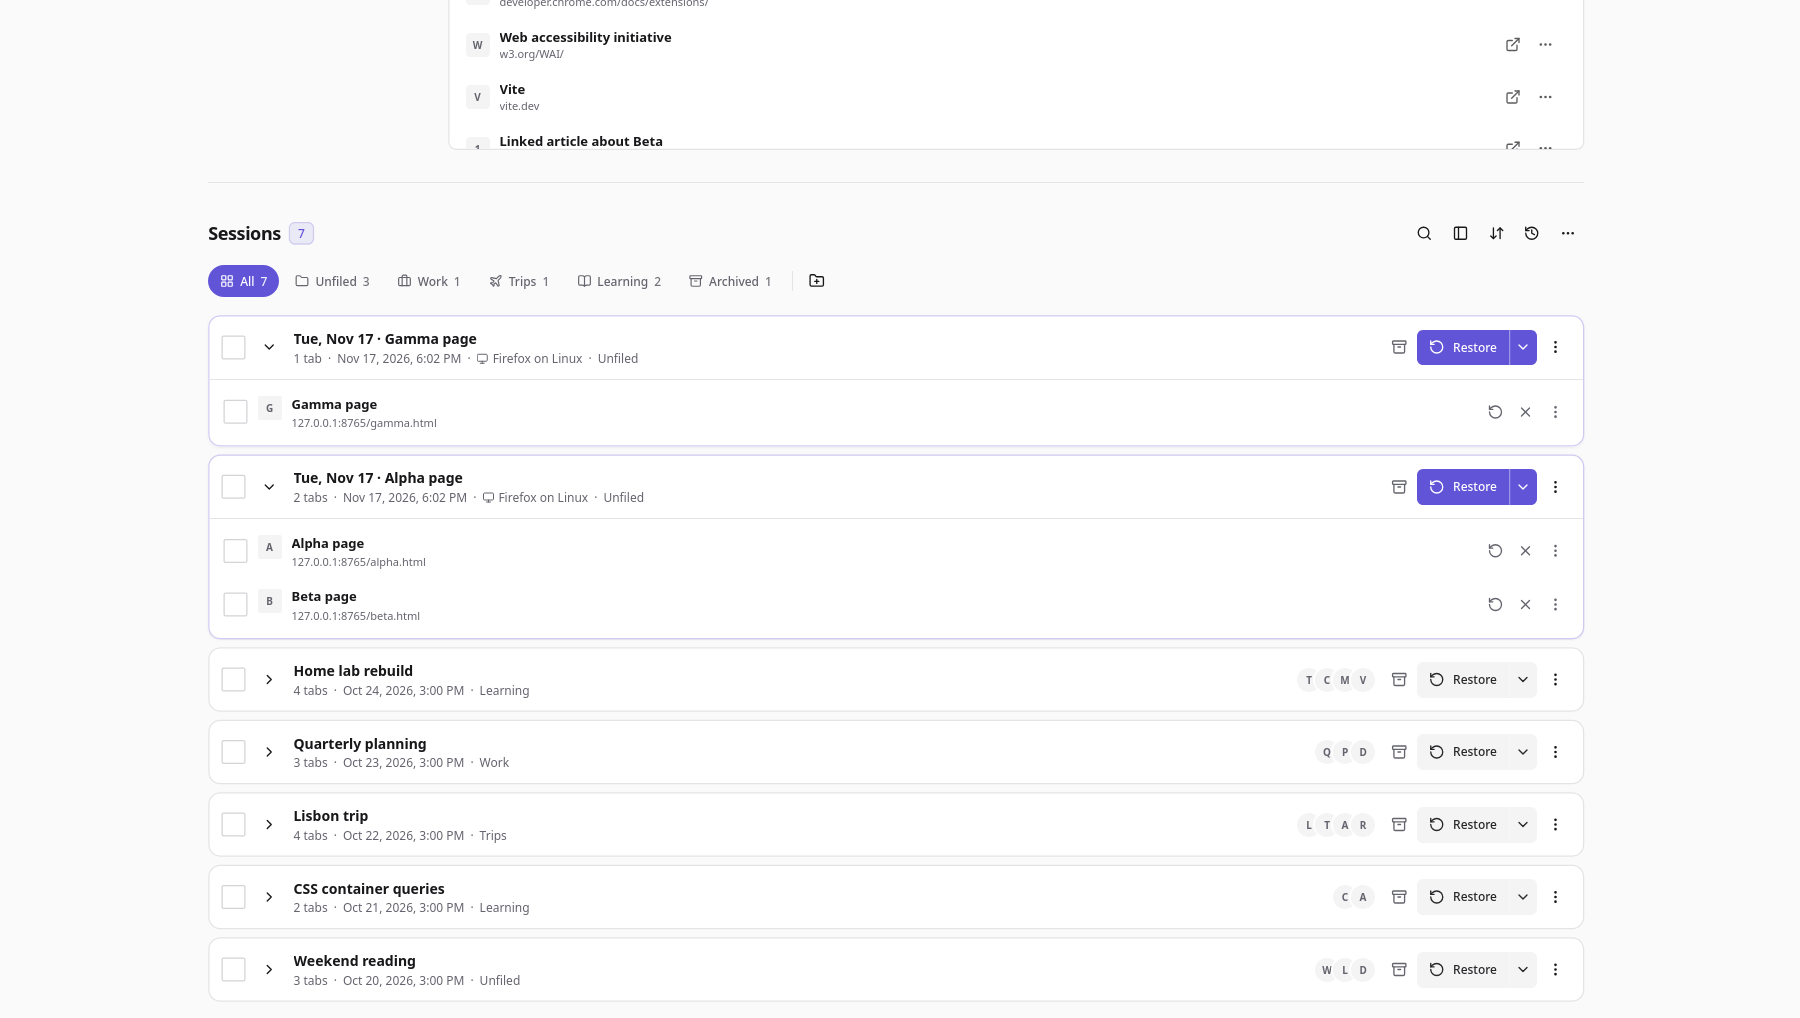 developer.chrome.com/docs/extensions/
W Web accessibility initiative
w3.org/WAI/
V Vite
vite.dev
Linked article about Beta
Sessions 7
All 7 Unfiled 3 Work 1 Trips 1 Learning 2 Archived 1
Tue, Nov 17 · Gamma page
1 tab · Nov 17, 2026, 6:02 PM · Firefox on Linux · Unfiled
Restore
G Gamma page
127.0.0.1:8765/gamma.html
Tue, Nov 17 · Alpha page
2 tabs · Nov 17, 2026, 6:02 PM · Firefox on Linux · Unfiled
Restore
A Alpha page
127.0.0.1:8765/alpha.html
B Beta page
127.0.0.1:8765/beta.html
Home lab rebuild
4 tabs · Oct 24, 2026, 3:00 PM · Learning
T C M V Restore
Quarterly planning
3 tabs · Oct 23, 2026, 3:00 PM · Work
Q P D Restore
Lisbon trip
4 tabs · Oct 22, 2026, 3:00 PM · Trips
L T A R Restore
CSS container queries
2 tabs · Oct 21, 2026, 3:00 PM · Learning
C A Restore
Weekend reading
3 tabs · Oct 20, 2026, 3:00 PM · Unfiled
W L D Restore